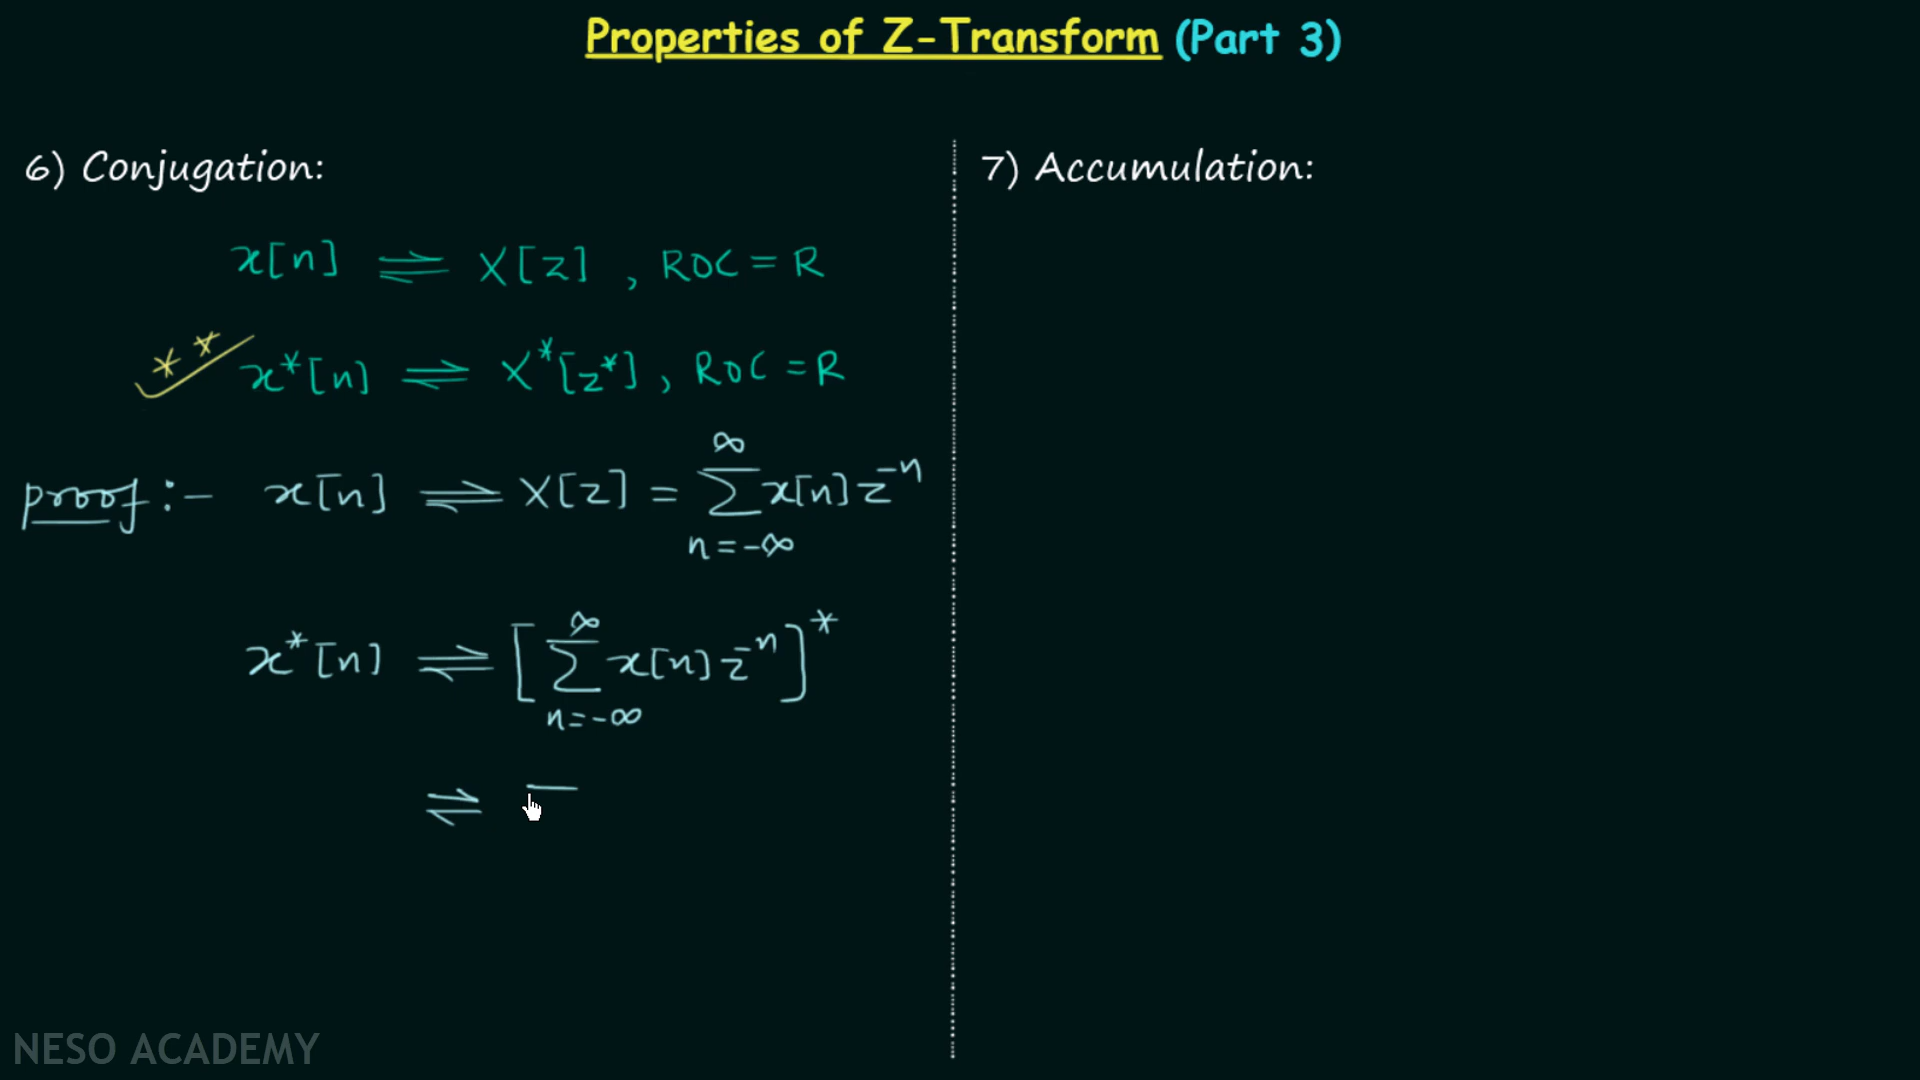 Properties of Z-Transform (Part 3)
6) Conjugation:
x[n] ⇌ X[z] , ROC = R
** x*[n] ⇌ X*[z*] , ROC = R
proof :- x[n] ⇌ X[z] = ∑_{n=-∞}^{∞} x[n] z^{-n}
x*[n] ⇌ [∑_{n=-∞}^{∞} x[n] z^{-n}]*
⇌
7) Accumulation:
NESO ACADEMY